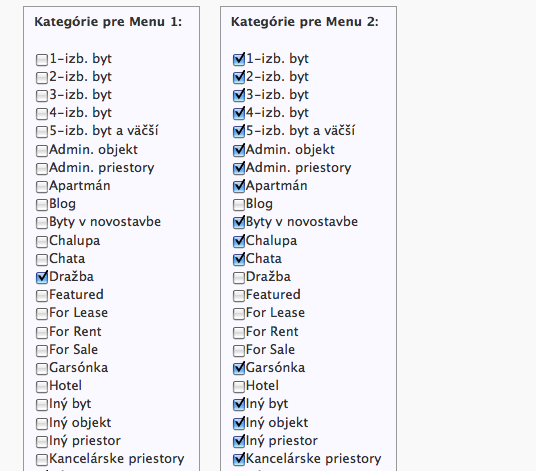 Kategórie pre Menu 1:
1-izb. byt
2-izb. byt
3-izb. byt
4-izb. byt
5-izb. byt a väčší
Admin. objekt
Admin. priestory
Apartmán
Blog
Byty v novostavbe
Chalupa
Chata
Dražba
Featured
For Lease
For Rent
For Sale
Garsónka
Hotel
Iný byt
Iný objekt
Iný priestor
Kancelárske priestory
Kategórie pre Menu 2:
1-izb. byt
2-izb. byt
3-izb. byt
4-izb. byt
5-izb. byt a väčší
Admin. objekt
Admin. priestory
Apartmán
Blog
Byty v novostavbe
Chalupa
Chata
Dražba
Featured
For Lease
For Rent
For Sale
Garsónka
Hotel
Iný byt
Iný objekt
Iný priestor
Kancelárske priestory